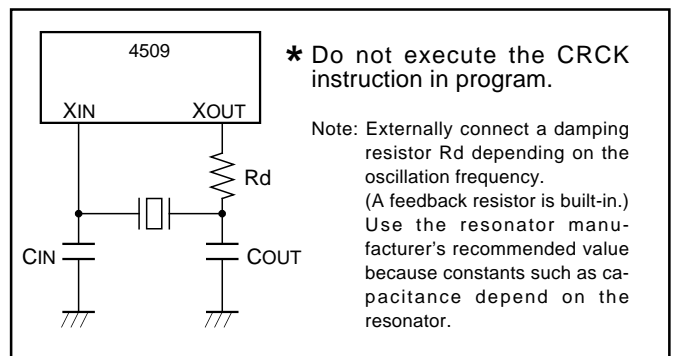 4509
XIN
XOUT
Rd
CIN
COUT
* Do not execute the CRCK
instruction in program.
Note: Externally connect a damping
resistor Rd depending on the
oscillation frequency.
(A feedback resistor is built-in.)
Use the resonator manu-
facturer's recommended value
because constants such as ca-
pacitance depend on the
resonator.